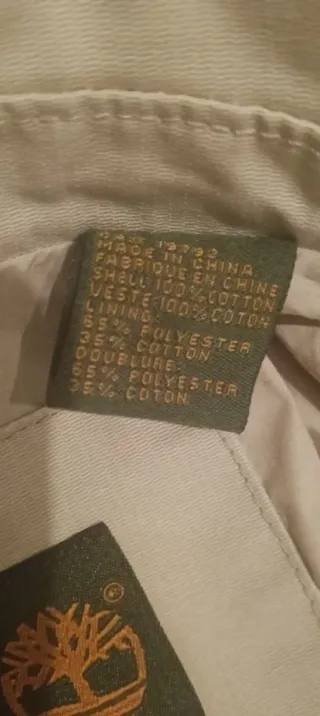 MADE IN CHINA
FABRIQUE EN CHINE
SHELL:100%COTTON
VESTE:100%COTON
LINING:
65% POLYESTER
35% COTTON
DOUBLURE:
65% POLYESTER
35% COTON
®